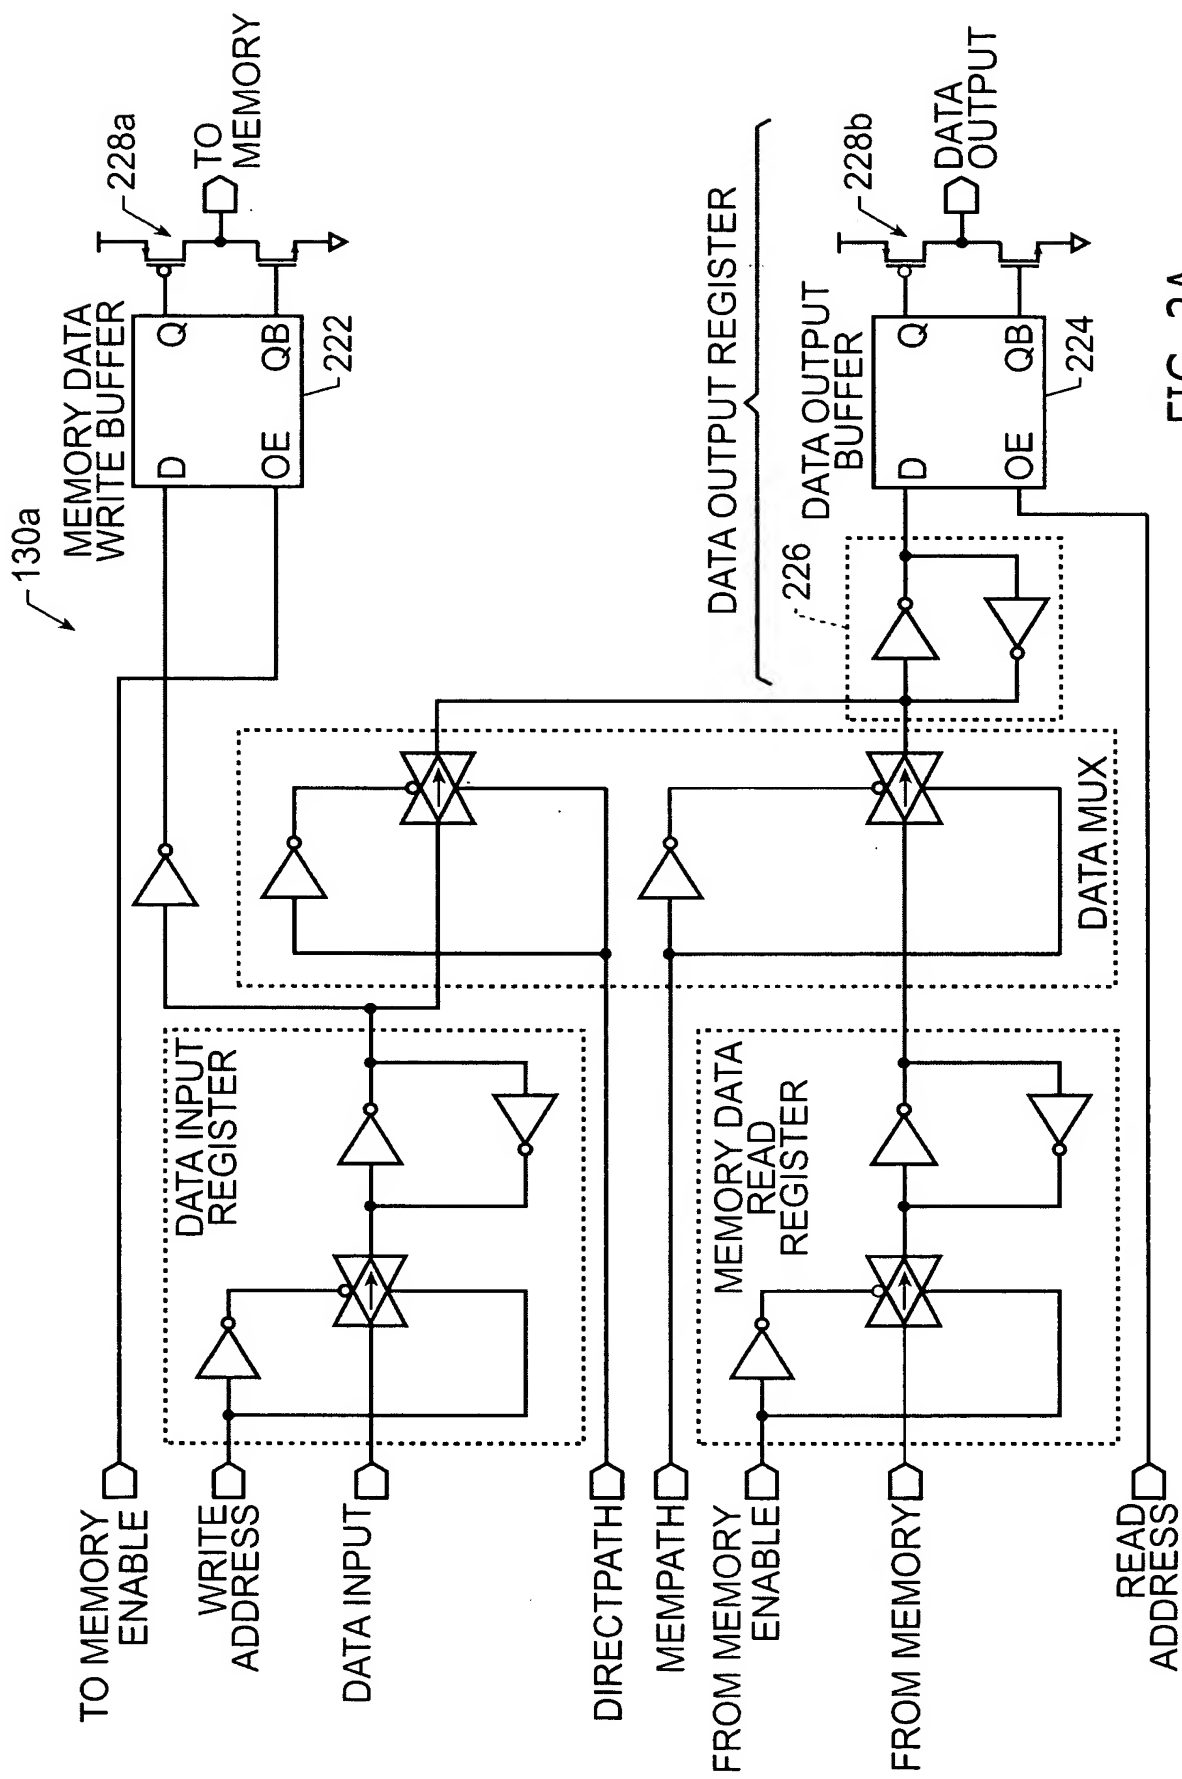 130a
MEMORY DATA
WRITE BUFFER
228a
TO
MEMORY
D
Q
OE
QB
222
TO MEMORY
ENABLE
WRITE
ADDRESS
DATA INPUT
DATA INPUT
REGISTER
DIRECTPATH
MEMPATH
FROM MEMORY
ENABLE
FROM MEMORY
MEMORY DATA
READ
REGISTER
DATA MUX
DATA OUTPUT REGISTER
226
DATA OUTPUT
BUFFER
228b
DATA
OUTPUT
D
Q
OE
QB
224
READ
ADDRESS
FIG